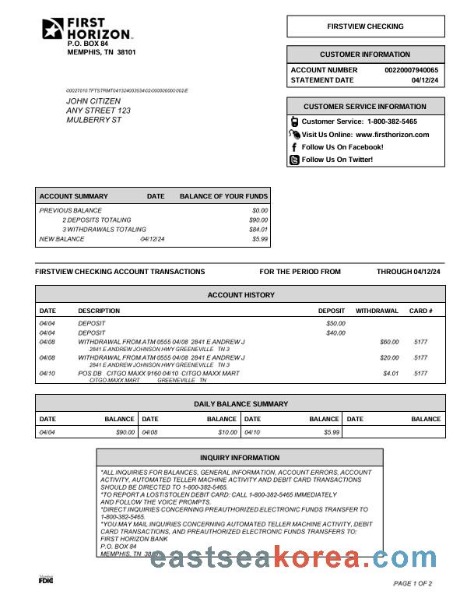 FIRST
HORIZON.
P.O. BOX 84
MEMPHIS, TN 38101
FIRSTVIEW CHECKING
CUSTOMER INFORMATION
ACCOUNT NUMBER 00220007940065
STATEMENT DATE 04/12/24
CUSTOMER SERVICE INFORMATION
Customer Service: 1-800-382-5465
Visit Us Online: www.firsthorizon.com
Follow Us On Facebook!
Follow Us On Twitter!
JOHN CITIZEN
ANY STREET 123
MULBERRY ST
ACCOUNT SUMMARY DATE BALANCE OF YOUR FUNDS
PREVIOUS BALANCE $0.00
2 DEPOSITS TOTALING $90.00
3 WITHDRAWALS TOTALING $84.01
NEW BALANCE 04/12/24 $5.99
FIRSTVIEW CHECKING ACCOUNT TRANSACTIONS FOR THE PERIOD FROM THROUGH 04/12/24
ACCOUNT HISTORY
DATE DESCRIPTION DEPOSIT WITHDRAWAL CARD #
04/04 DEPOSIT $50.00
04/04 DEPOSIT $40.00
04/08 WITHDRAWAL FROM ATM 0555 04/08 2841 E ANDREW J $60.00 5177
2841 E ANDREW JOHNSON HWY GREENEVILLE TN 3
04/08 WITHDRAWAL FROM ATM 0556 04/08 2841 E ANDREW J $20.00 5177
2841 E ANDREW JOHNSON HWY GREENEVILLE TN 3
04/10 POS DB CITGO MAXX 9160 04/10 CITGO MAXX MART $4.01 5177
CITGO MAXX MART GREENEVILLE TN
DAILY BALANCE SUMMARY
DATE BALANCE DATE BALANCE DATE BALANCE DATE BALANCE
04/04 $90.00 04/08 $10.00 04/10 $5.99
INQUIRY INFORMATION
*ALL INQUIRIES FOR BALANCES, GENERAL INFORMATION, ACCOUNT ERRORS, ACCOUNT
ACTIVITY, AUTOMATED TELLER MACHINE ACTIVITY AND DEBIT CARD TRANSACTIONS
SHOULD BE DIRECTED TO 1-800-382-5465.
*TO REPORT A LOST/STOLEN DEBIT CARD: CALL 1-800-382-5465 IMMEDIATELY
AND FOLLOW THE VOICE PROMPTS.
*DIRECT INQUIRIES CONCERNING PREAUTHORIZED ELECTRONIC FUNDS TRANSFER TO
1-800-382-5465.
*YOU MAY MAIL INQUIRIES CONCERNING AUTOMATED TELLER MACHINE ACTIVITY, DEBIT
CARD TRANSACTIONS, AND PREAUTHORIZED ELECTRONIC FUNDS TRANSFERS TO:
FIRST HORIZON BANK
P.O. BOX 84
MEMPHIS, TN
eastseakorea.com
FDIC
PAGE 1 OF 2